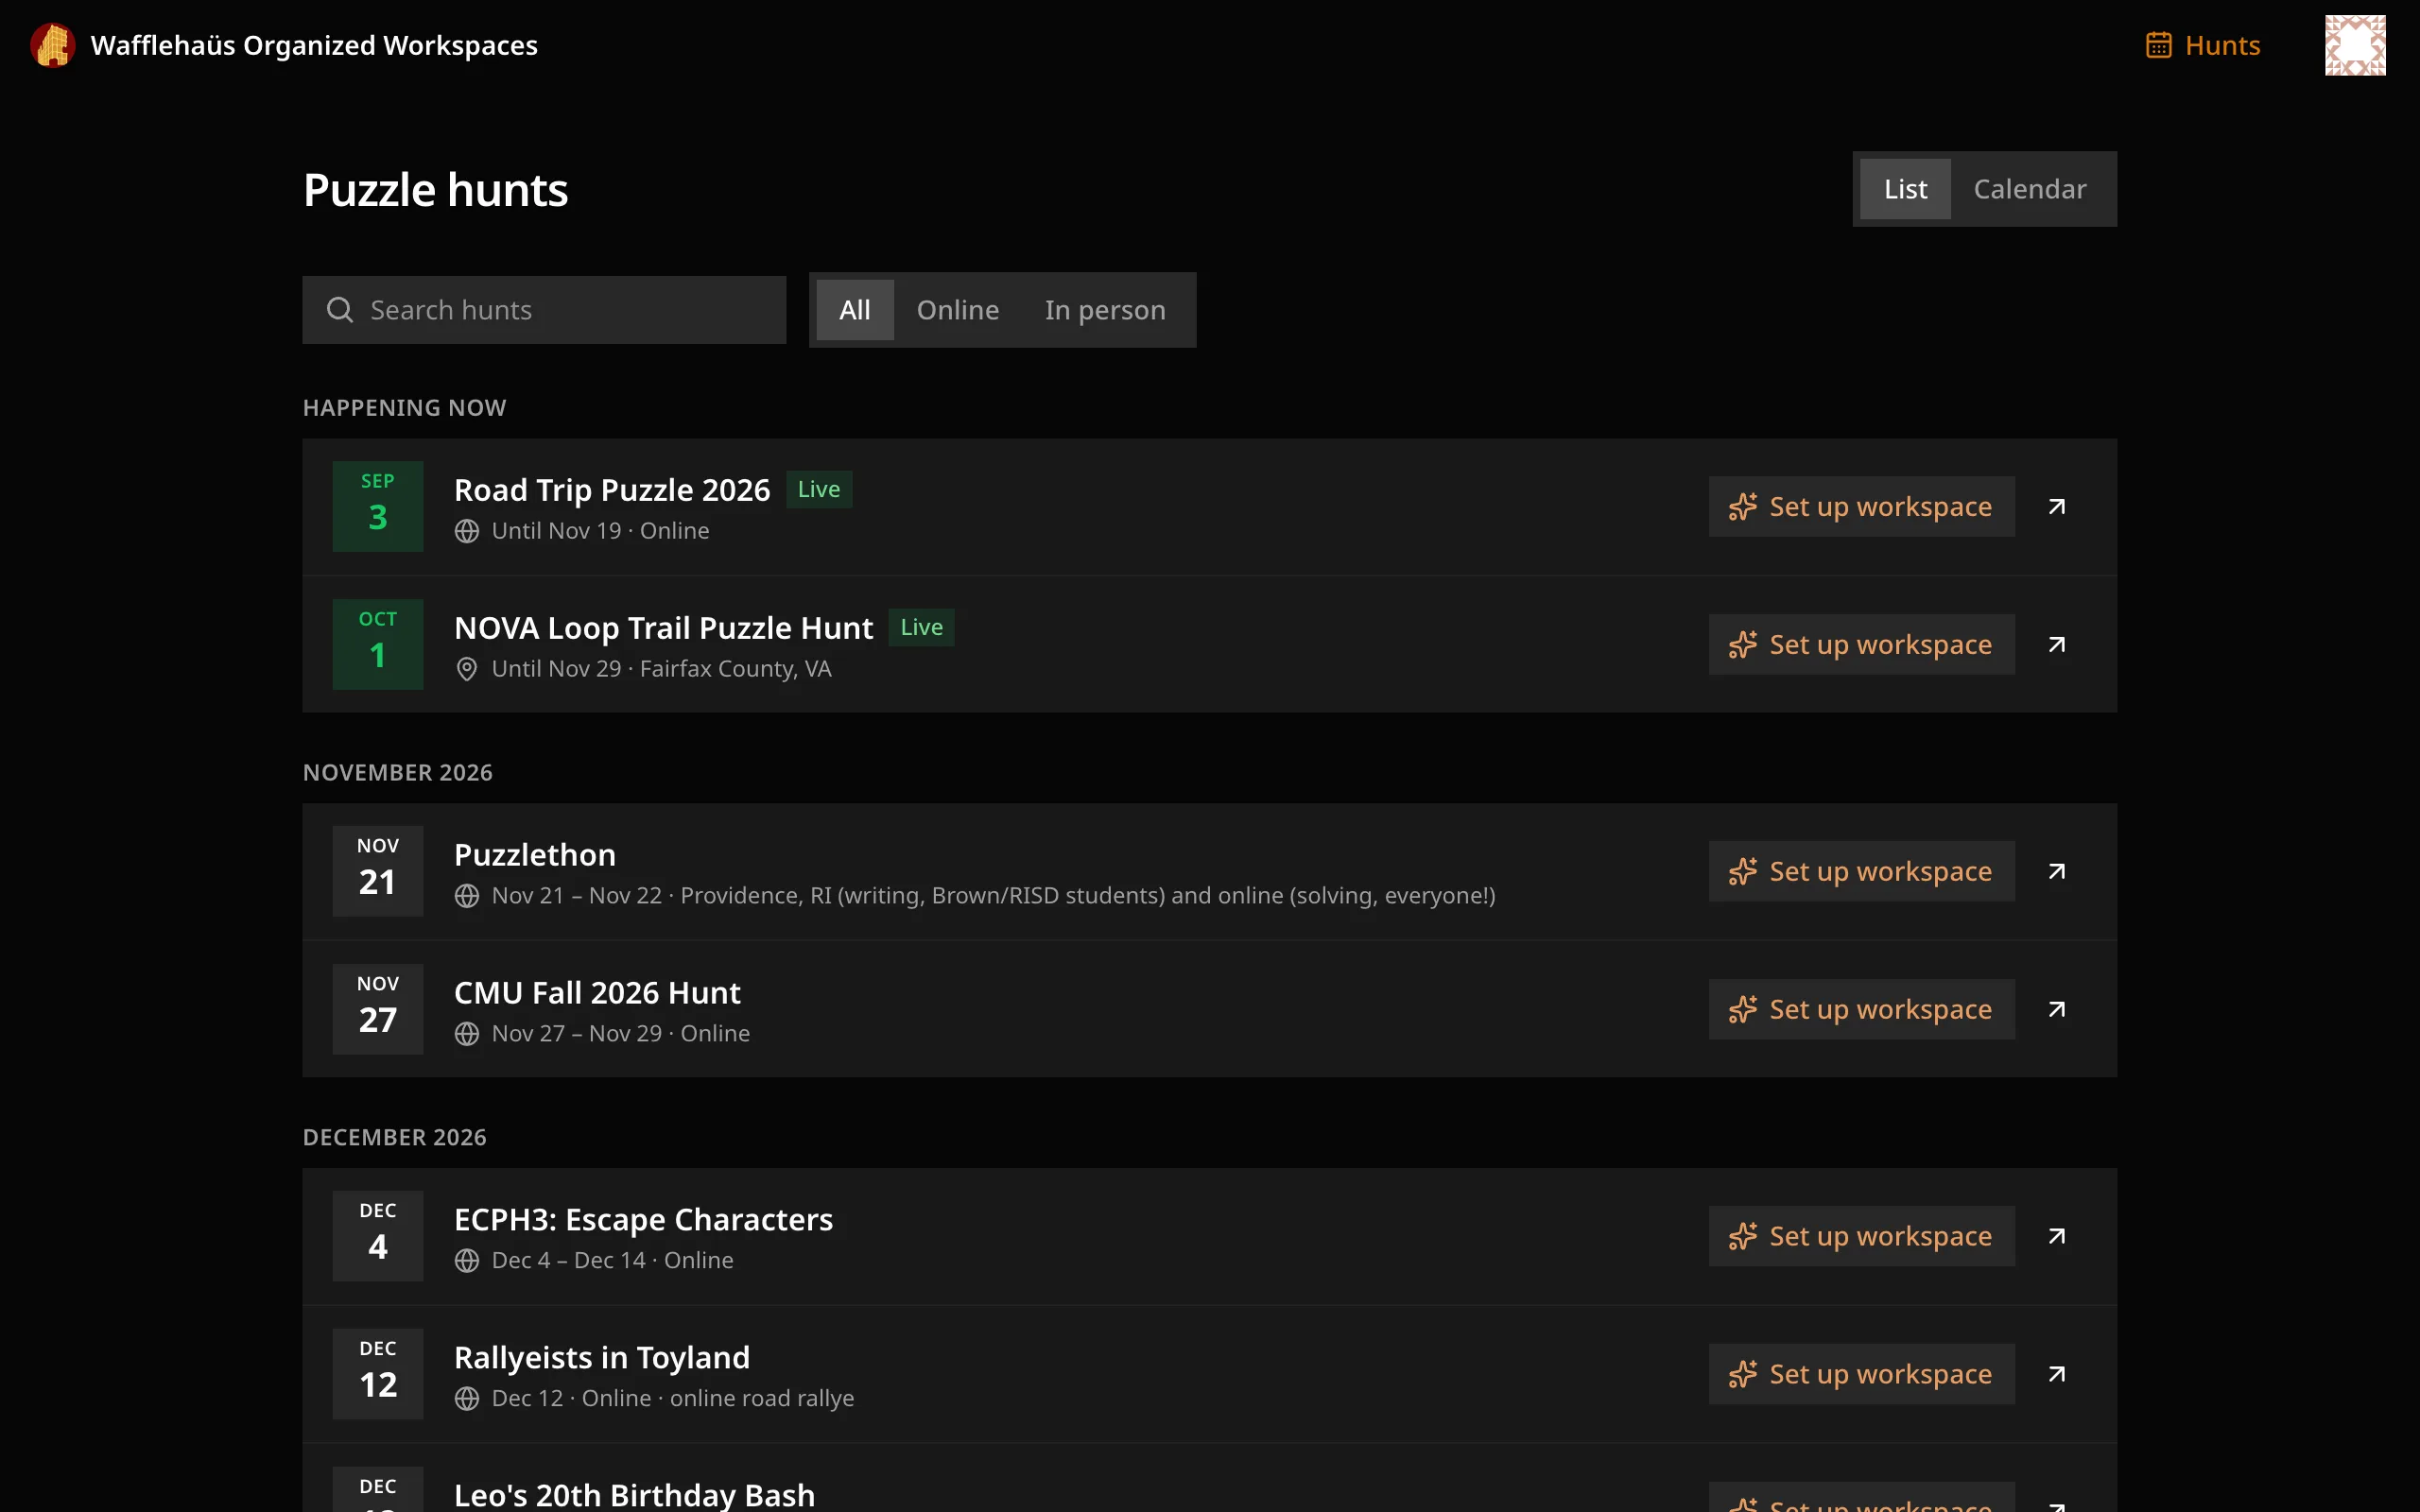 Wafflehaüs Organized Workspaces
Hunts
Puzzle hunts
List
Calendar
Search hunts
All
Online
In person
HAPPENING NOW
SEP
3
Road Trip Puzzle 2026
Live
Until Nov 19 · Online
Set up workspace
OCT
1
NOVA Loop Trail Puzzle Hunt
Live
Until Nov 29 · Fairfax County, VA
Set up workspace
NOVEMBER 2026
NOV
21
Puzzlethon
Nov 21 – Nov 22 · Providence, RI (writing, Brown/RISD students) and online (solving, everyone!)
Set up workspace
NOV
27
CMU Fall 2026 Hunt
Nov 27 – Nov 29 · Online
Set up workspace
DECEMBER 2026
DEC
4
ECPH3: Escape Characters
Dec 4 – Dec 14 · Online
Set up workspace
DEC
12
Rallyeists in Toyland
Dec 12 · Online · online road rallye
Set up workspace
DEC
Leo's 20th Birthday Bash
Set up workspace